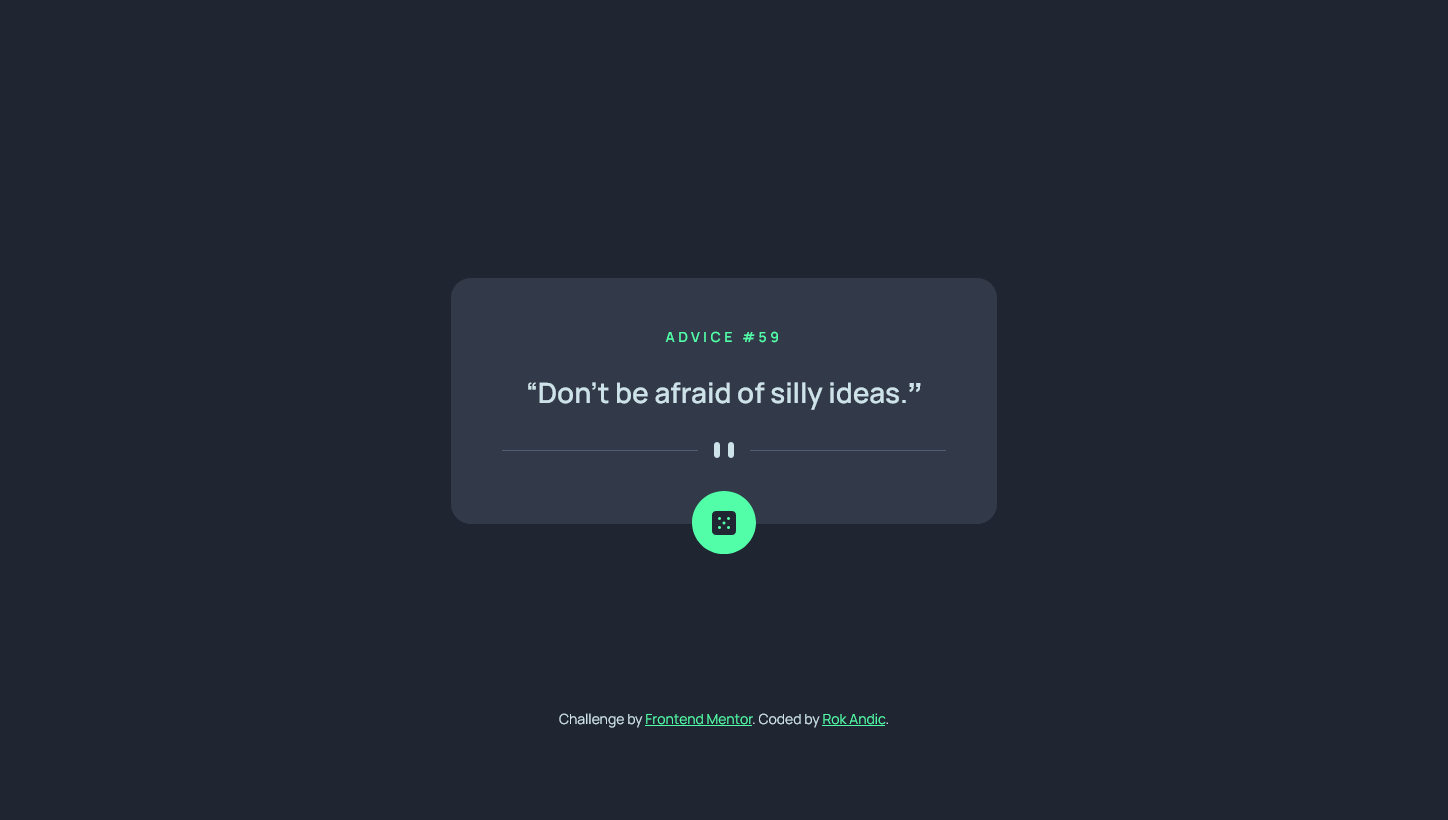 ADVICE #59
“Don’t be afraid of silly ideas.”
Challenge by Frontend Mentor. Coded by Rok Andic.